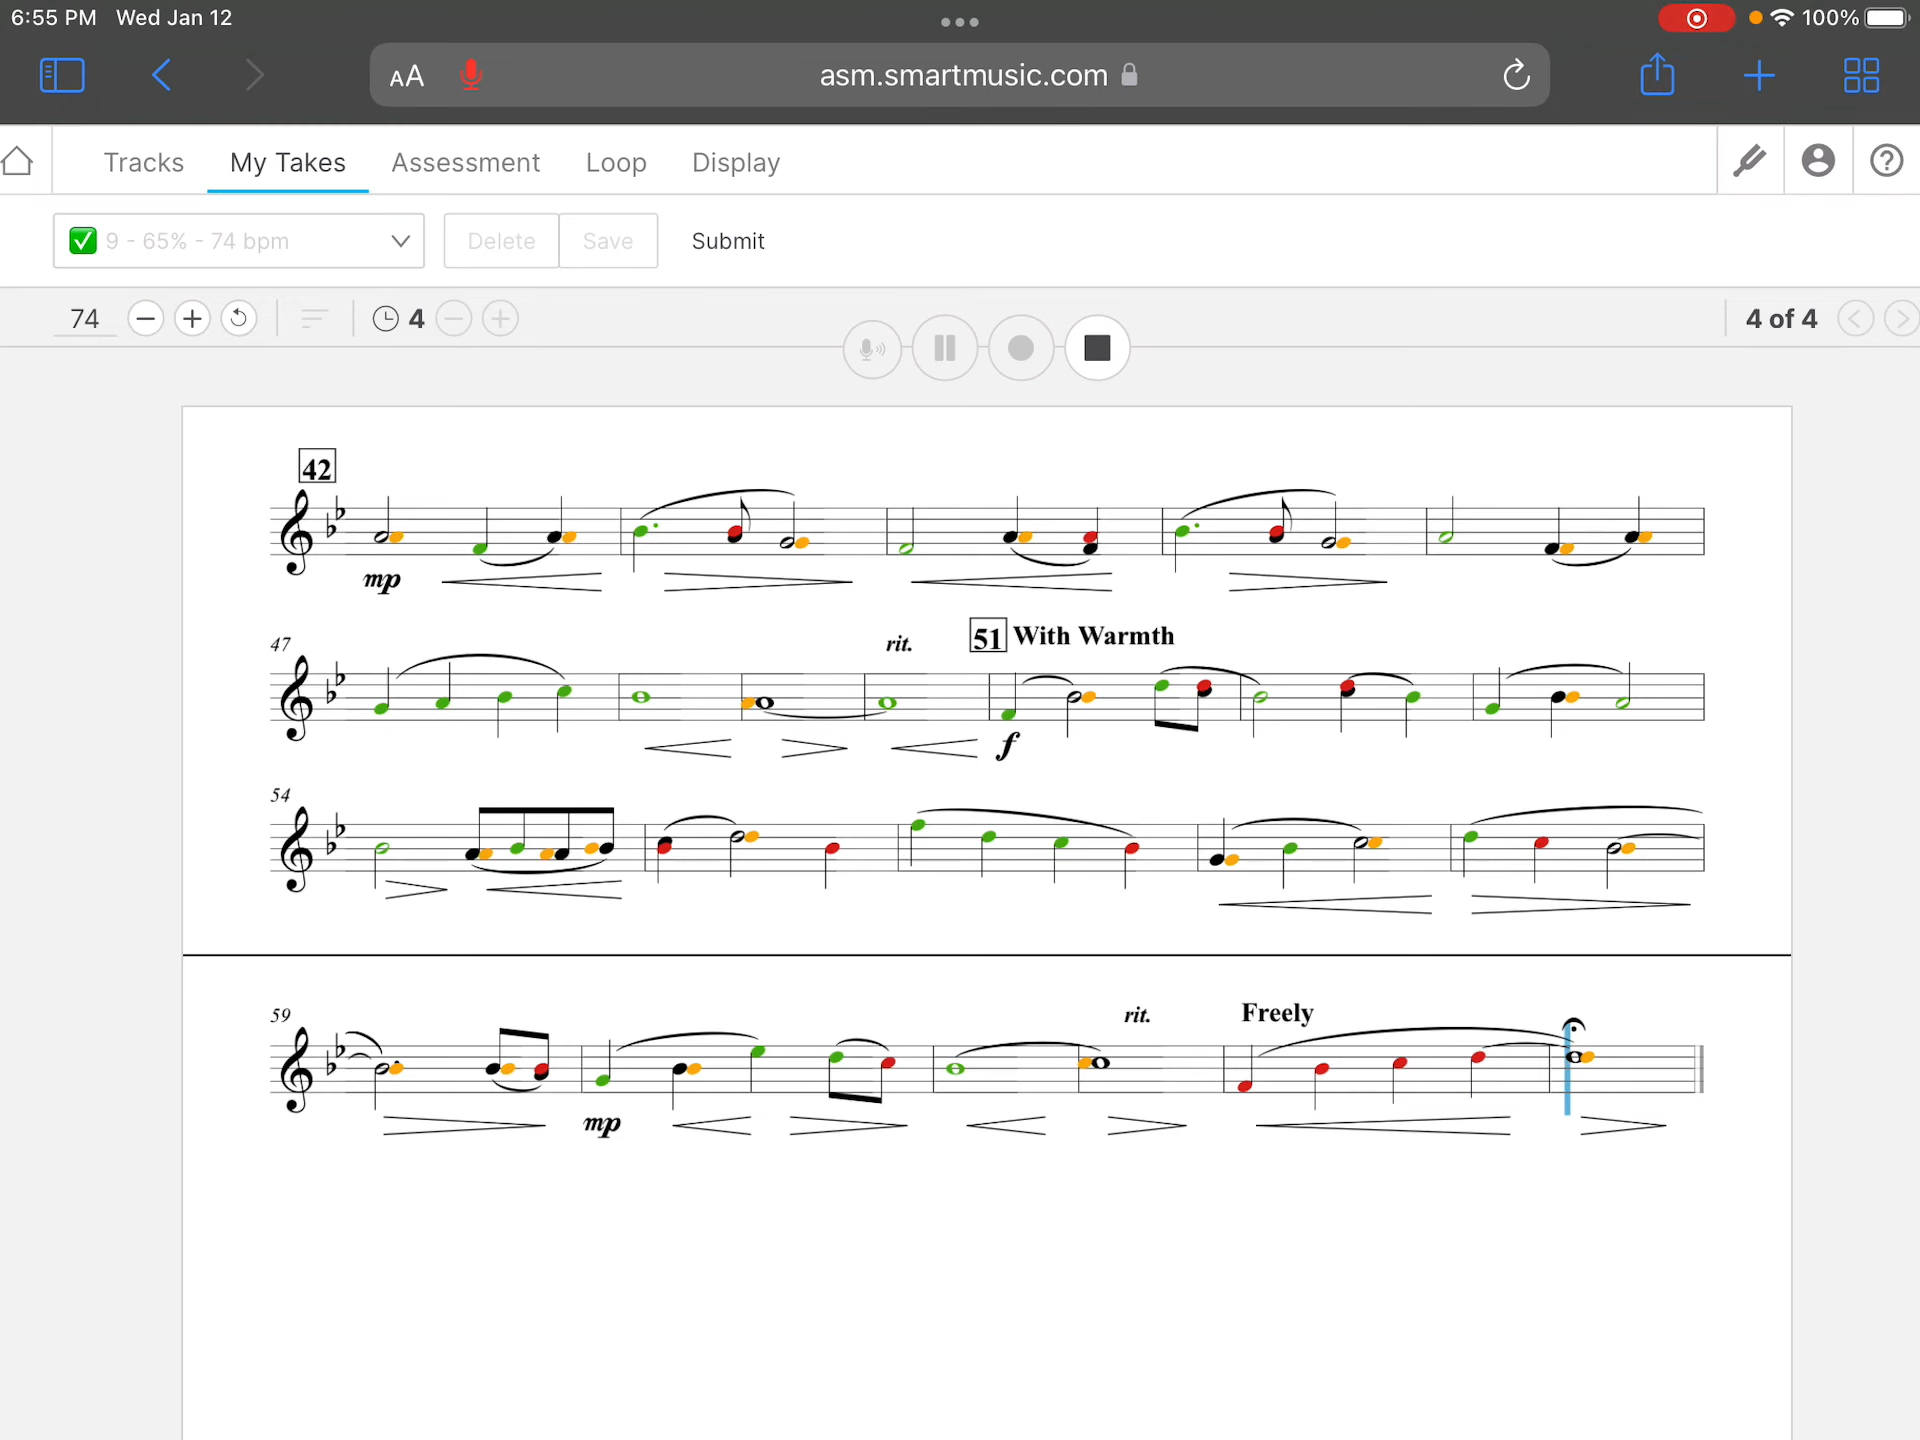 6:55 PM Wed Jan 12 100%
AA asm.smartmusic.com
Tracks My Takes Assessment Loop Display
9 - 65% - 74 bpm Delete Save Submit
74 4 4 of 4
42
mp
47 rit. 51 With Warmth
f
54
59 rit. Freely
mp